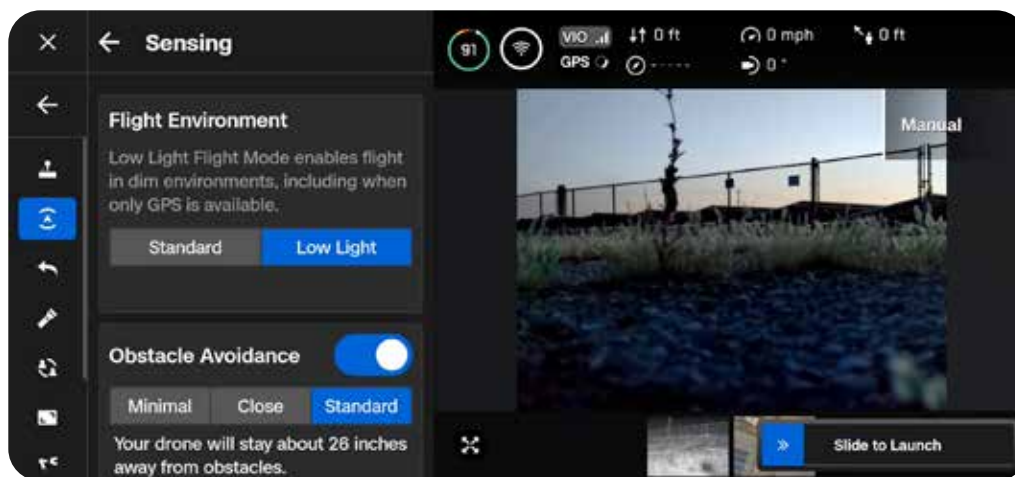 Sensing
Flight Environment
Low Light Flight Mode enables flight
in dim environments, including when
only GPS is available.
Standard Low Light
Obstacle Avoidance
Minimal Close Standard
Your drone will stay about 26 inches
away from obstacles.
91 VIO 0 ft 0 mph 0 ft
GPS ----- 0°
Manual
Slide to Launch